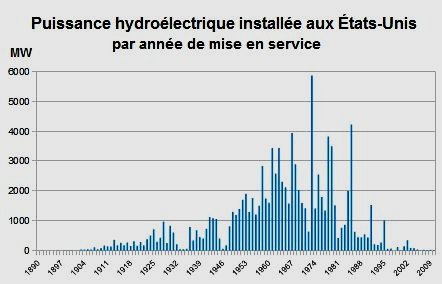 Puissance hydroélectrique installée aux États-Unis
par année de mise en service
MW
6000
5000
4000
3000
2000
1000
0
1890 1897 1904 1911 1918 1925 1932 1939 1946 1953 1960 1967 1974 1981 1988 1995 2002 2009